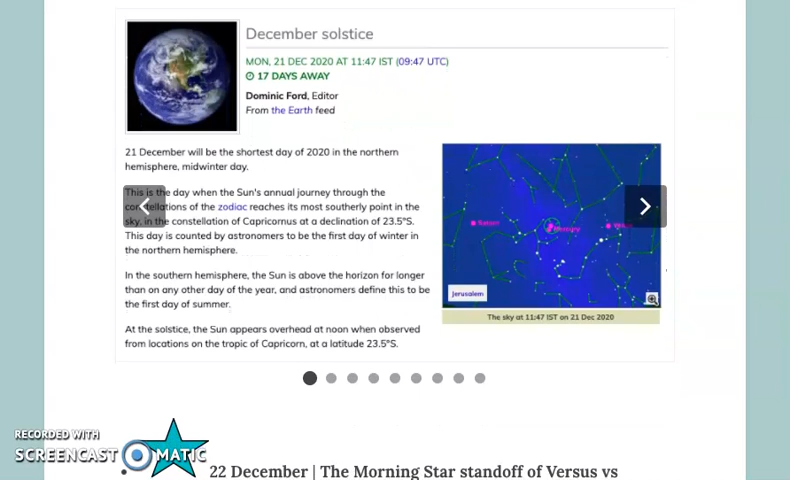 December solstice
MON, 21 DEC 2020 AT 11:47 IST (09:47 UTC)
17 DAYS AWAY
Dominic Ford, Editor
From the Earth feed
21 December will be the shortest day of 2020 in the northern
hemisphere, midwinter day.
This is the day when the Sun's annual journey through the
constellations of the zodiac reaches its most southerly point in the
sky, in the constellation of Capricornus at a declination of 23.5°S.
This day is counted by astronomers to be the first day of winter in
the northern hemisphere.
In the southern hemisphere, the Sun is above the horizon for longer
than on any other day of the year, and astronomers define this to be
the first day of summer.
At the solstice, the Sun appears overhead at noon when observed
from locations on the tropic of Capricorn, at a latitude 23.5°S.
Saturn
Mercury
Jerusalem
The sky at 11:47 IST on 21 Dec 2020
RECORDED WITH
SCREENCAST MATIC
22 December | The Morning Star standoff of Versus vs